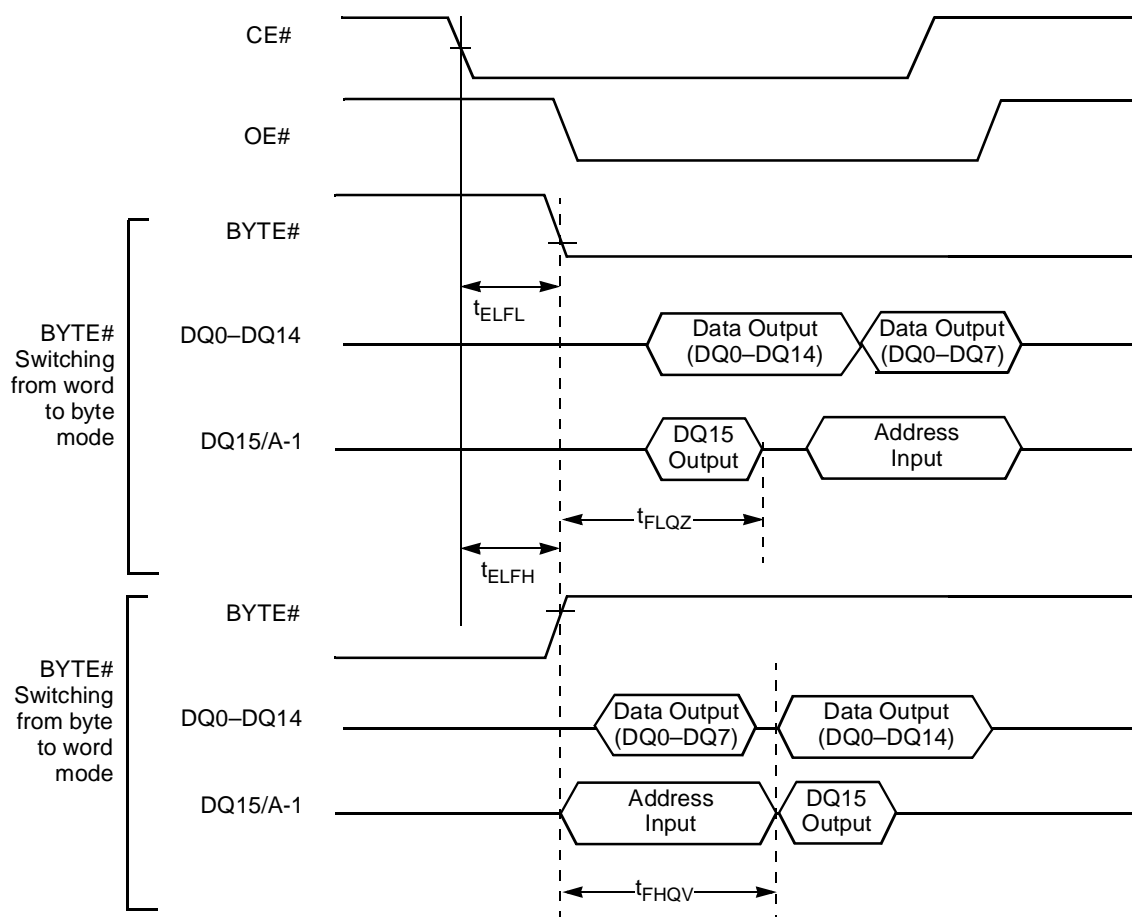 CE#
OE#
BYTE#
tELFL
BYTE#
Switching
from word
to byte
mode
DQ0–DQ14
Data Output
(DQ0–DQ14)
Data Output
(DQ0–DQ7)
DQ15/A-1
DQ15
Output
Address
Input
tFLQZ
tELFH
BYTE#
BYTE#
Switching
from byte
to word
mode
DQ0–DQ14
Data Output
(DQ0–DQ7)
Data Output
(DQ0–DQ14)
DQ15/A-1
Address
Input
DQ15
Output
tFHQV